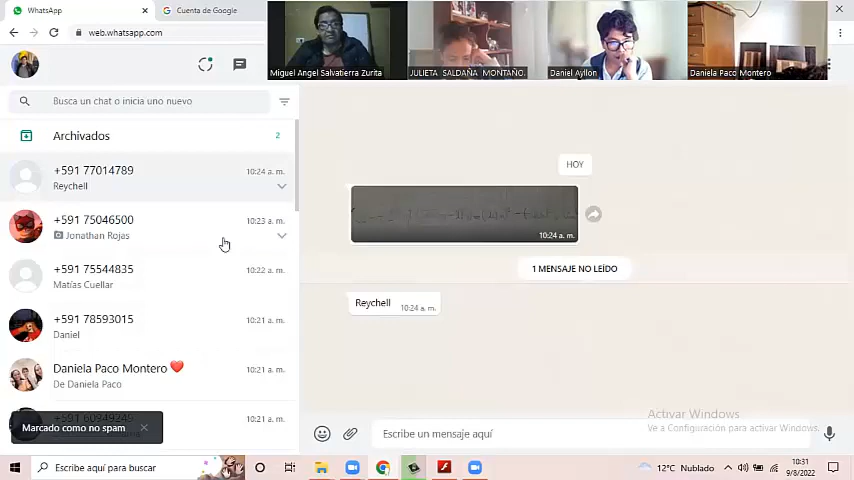 WhatsApp
Cuenta de Google
web.whatsapp.com
Miguel Angel Salvatierra Zurita
JULIETA SALDAÑA MONTAÑO.
Daniel Ayllon
Daniela Paco Montero
Busca un chat o inicia uno nuevo
Archivados
2
+591 77014789
10:24 a. m.
Reychell
+591 75046500
10:23 a. m.
Jonathan Rojas
+591 75544835
10:22 a. m.
Matías Cuellar
+591 78593015
10:21 a. m.
Daniel
Daniela Paco Montero
10:21 a. m.
De Daniela Paco
+591 60949249
10:21 a. m.
Marcado como no spam
HOY
10:24 a. m.
1 MENSAJE NO LEÍDO
Reychell
10:24 a. m.
Escribe un mensaje aquí
Activar Windows
Ve a Configuración para activar Windows.
Escribe aquí para buscar
12°C Nublado
10:31
9/8/2022